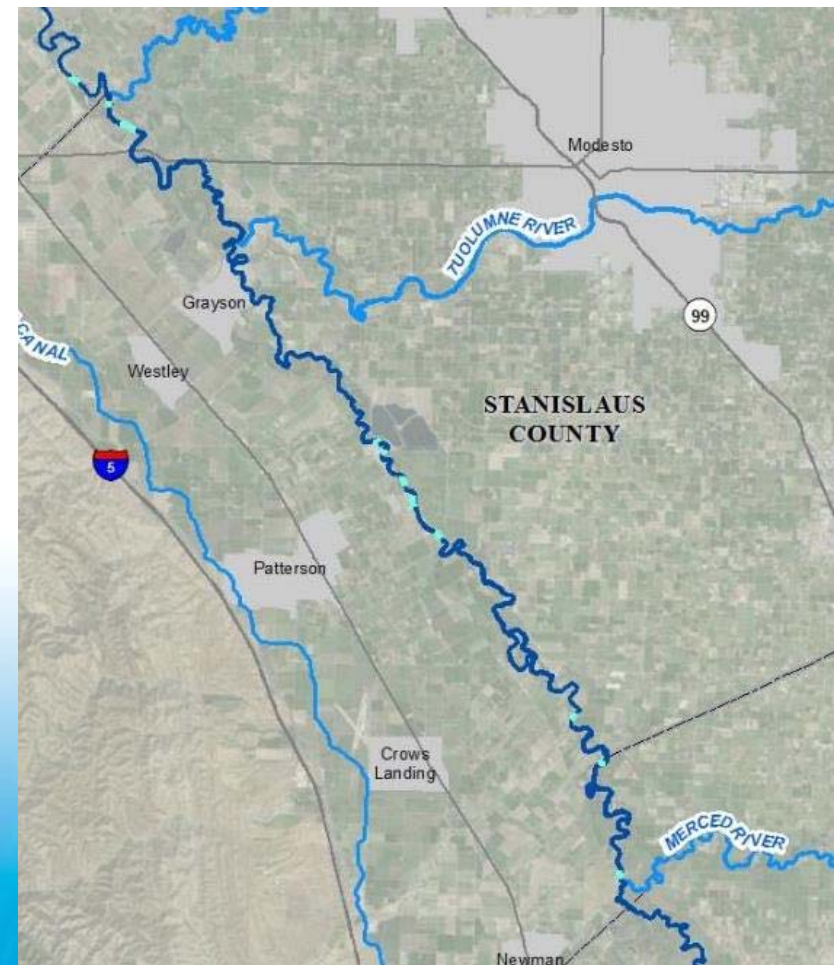 Modesto
TUOLUMNE RIVER
Grayson
99
CANAL
Westley
STANISLAUS
COUNTY
5
Patterson
Crows
Landing
MERCED RIVER
Newman